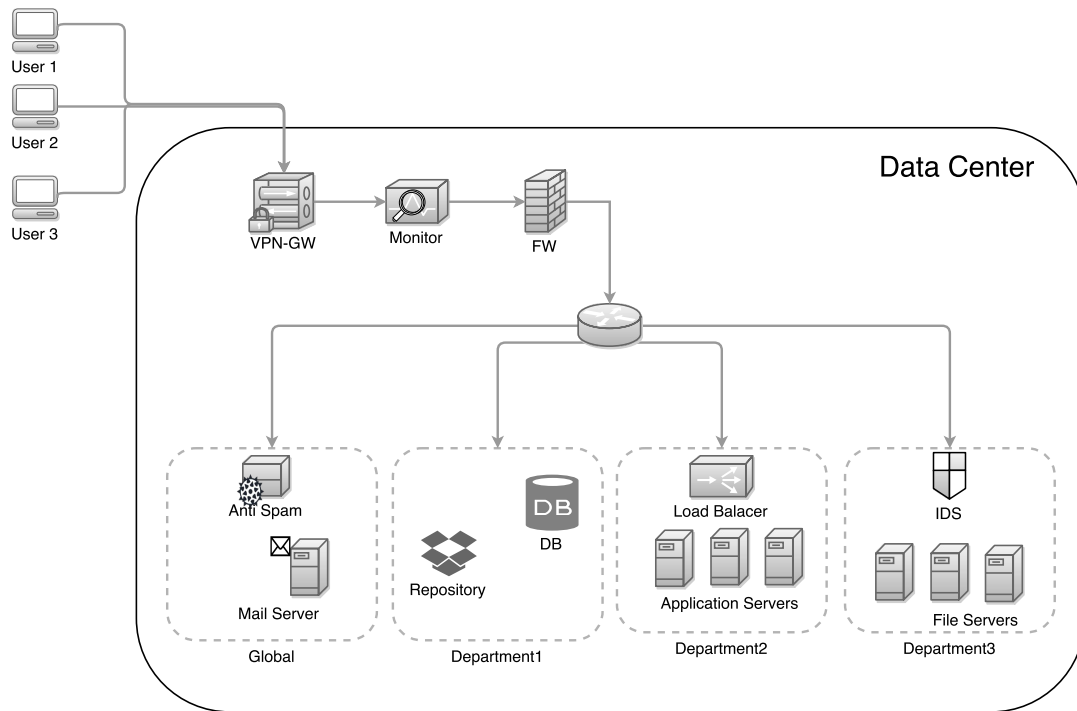 User 1
User 2
User 3
Data Center
VPN-GW
Monitor
FW
Anti Spam
Mail Server
Global
DB
DB
Repository
Department1
Load Balacer
Application Servers
Department2
IDS
File Servers
Department3